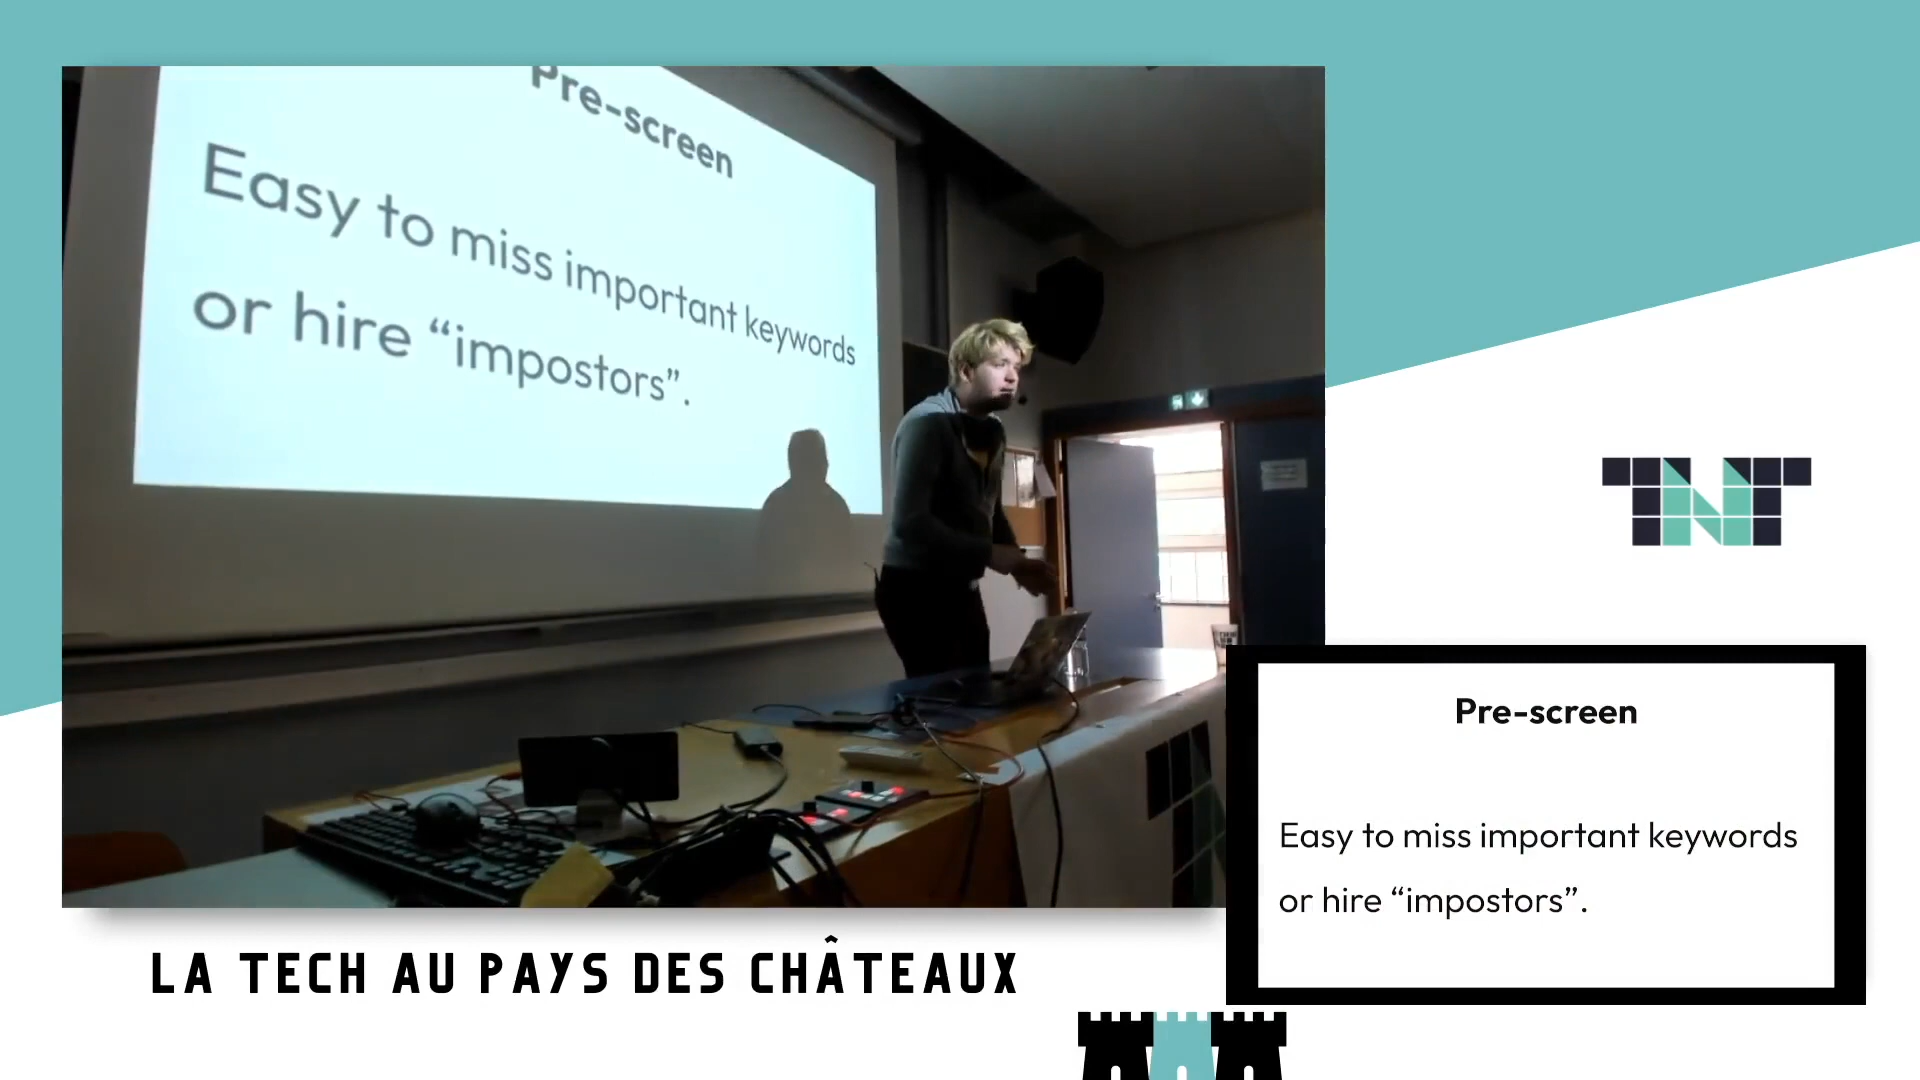 Pre-screen
Easy to miss important keywords
or hire “impostors”.
TNT
Pre-screen
Easy to miss important keywords
or hire “impostors”.
LA TECH AU PAYS DES CHÂTEAUX